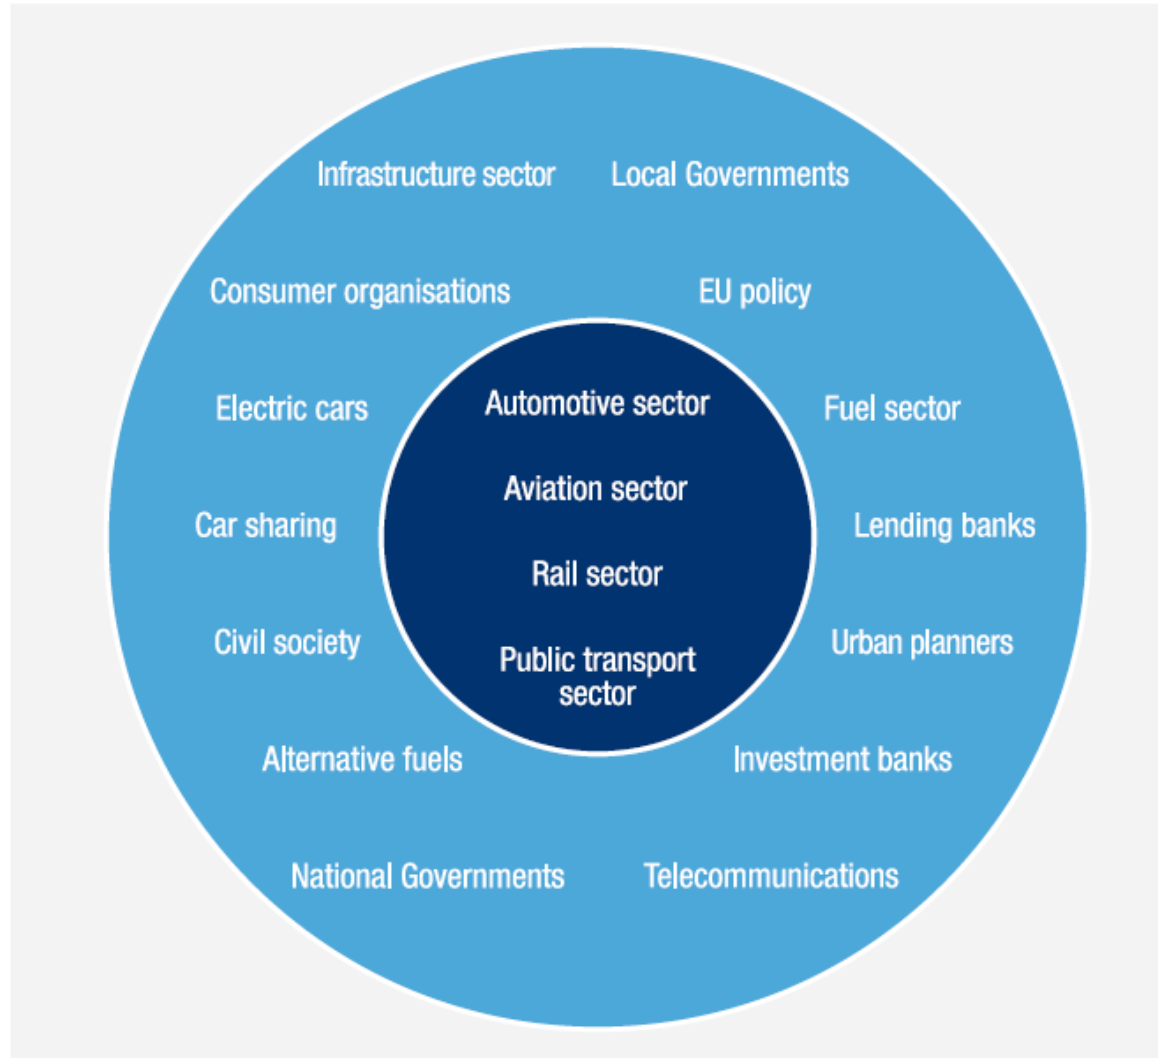 Infrastructure sector
Local Governments
Consumer organisations
EU policy
Electric cars
Automotive sector
Fuel sector
Aviation sector
Car sharing
Lending banks
Rail sector
Civil society
Urban planners
Public transport
sector
Alternative fuels
Investment banks
National Governments
Telecommunications